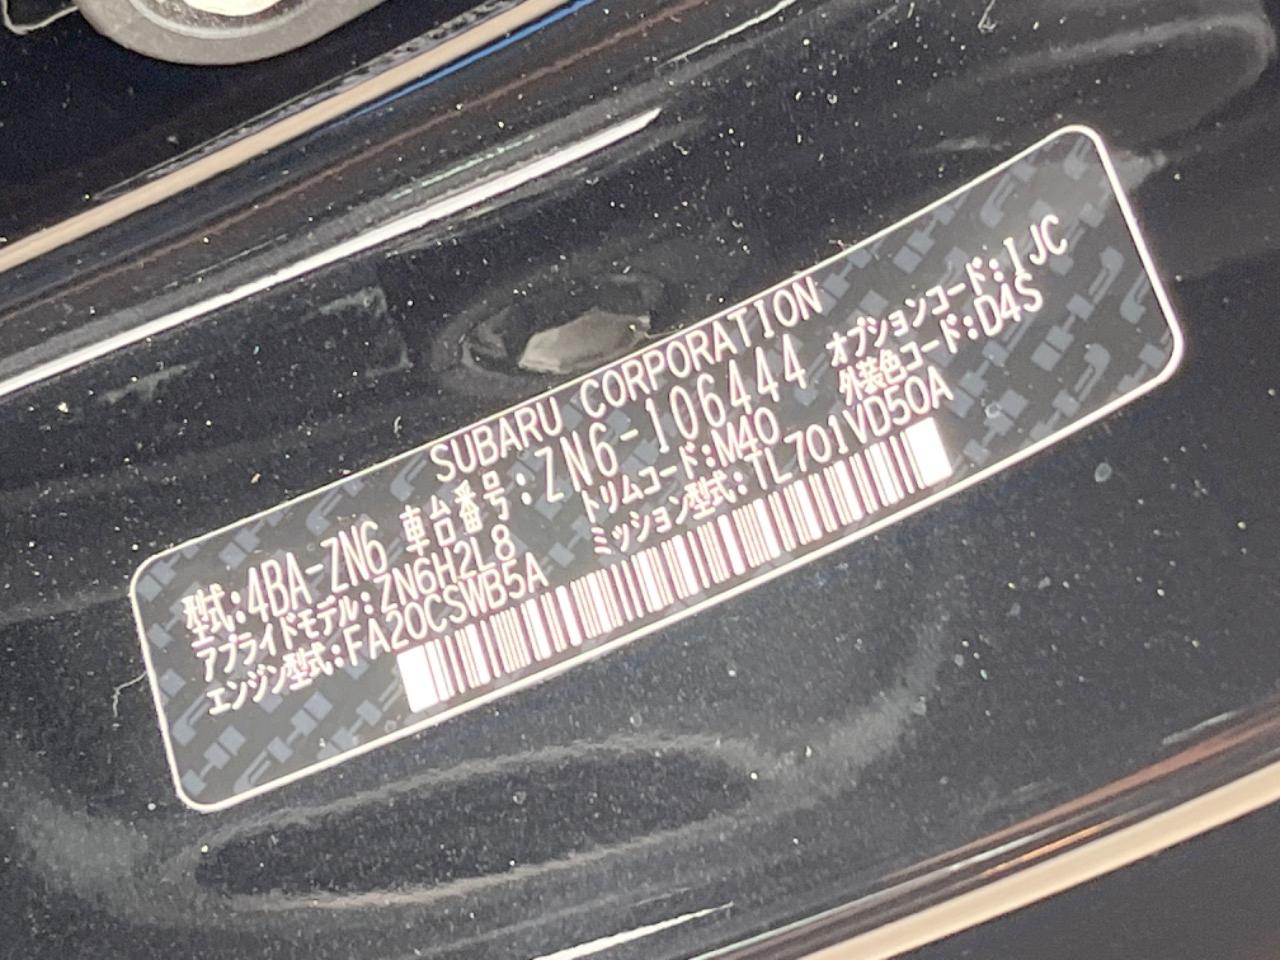 SUBARU CORPORATION
型式:4BA-ZN6 車台番号:ZN6-106444 オプションコード:IJC
アプライドモデル:ZN6H2L8 トリムコード:M40 外装色コード:D4S
エンジン型式:FA20CSWB5A ミッション型式:TL701VD50A